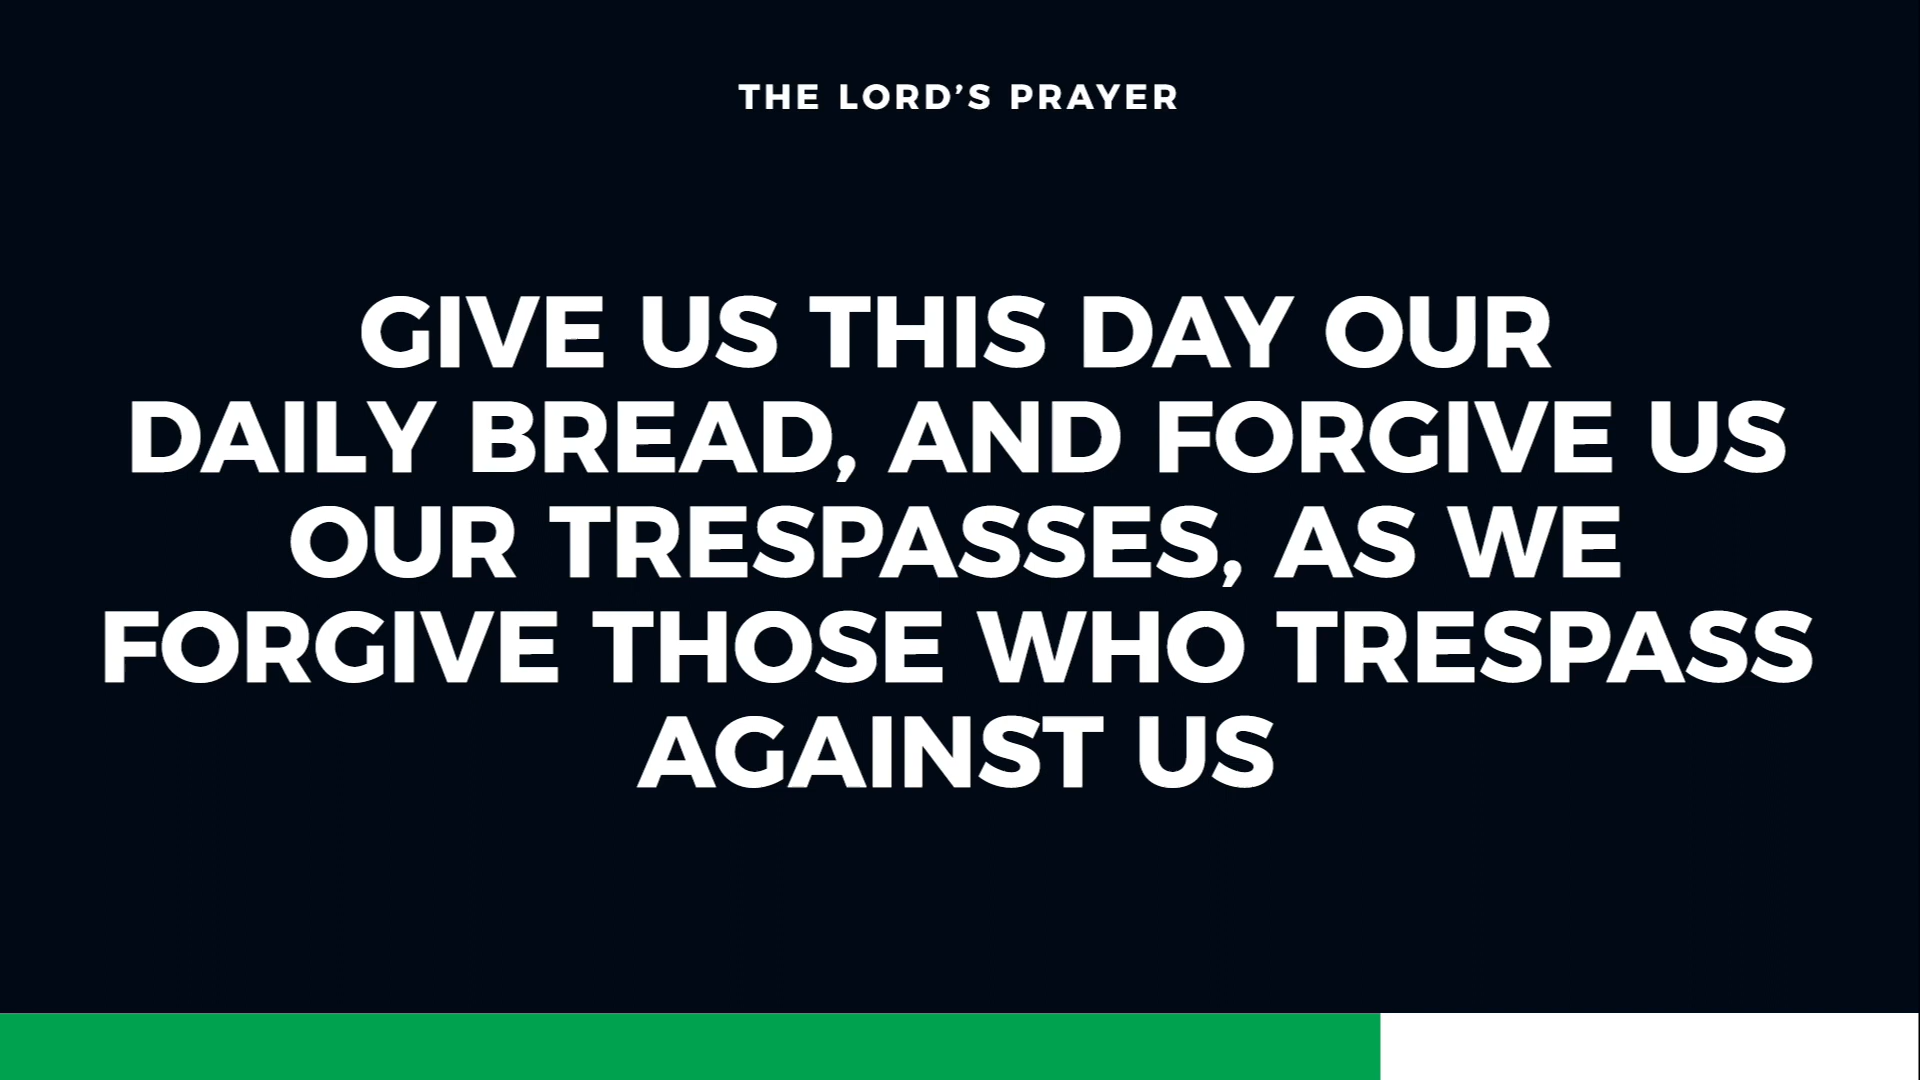 THE LORD’S PRAYER
GIVE US THIS DAY OUR
DAILY BREAD, AND FORGIVE US
OUR TRESPASSES, AS WE
FORGIVE THOSE WHO TRESPASS
AGAINST US